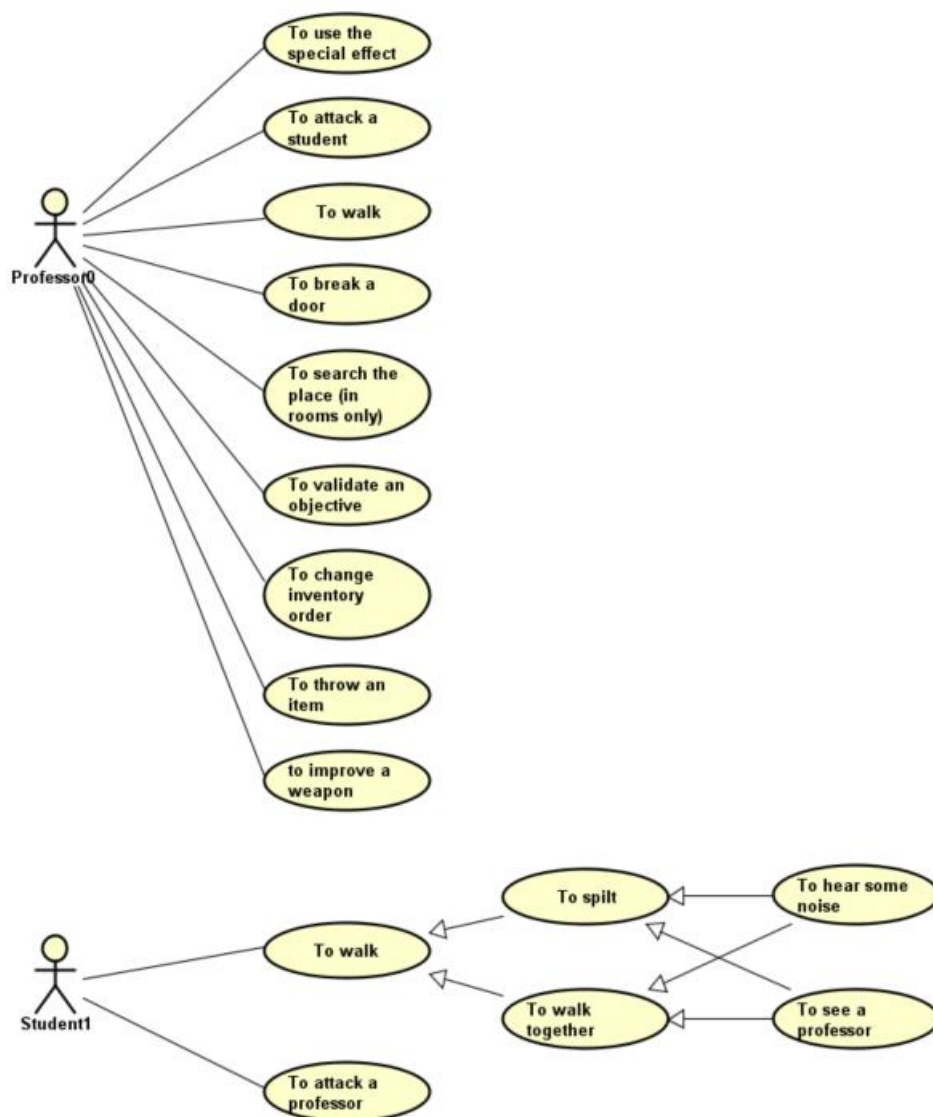 To use the
special effect
To attack a
student
To walk
Professor0
To break a
door
To search the
place (in
rooms only)
To validate an
objective
To change
inventory
order
To throw an
item
to improve a
weapon
To spilt
To hear some
noise
To walk
Student1
To walk
together
To see a
professor
To attack a
professor